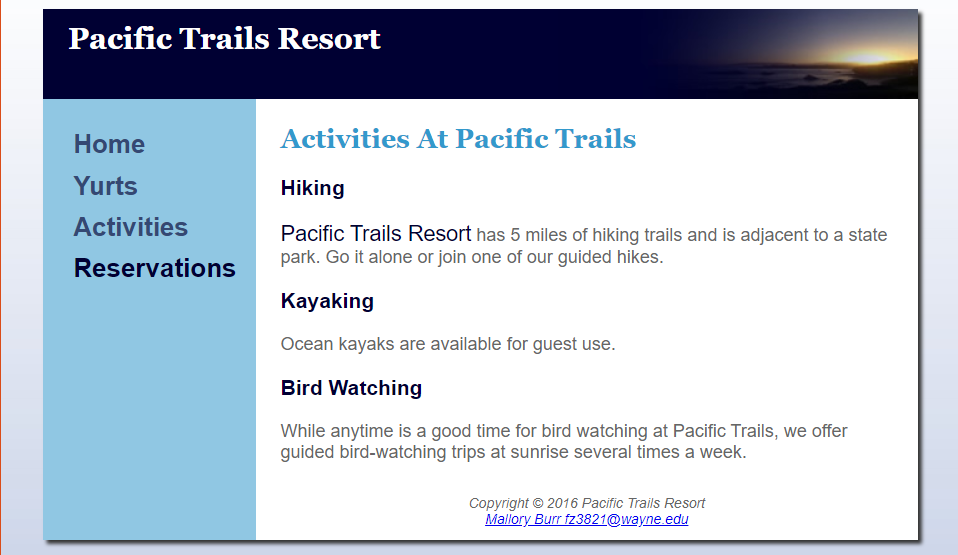 Pacific Trails Resort
Home
Yurts
Activities
Reservations
Activities At Pacific Trails
Hiking
Pacific Trails Resort has 5 miles of hiking trails and is adjacent to a state
park. Go it alone or join one of our guided hikes.
Kayaking
Ocean kayaks are available for guest use.
Bird Watching
While anytime is a good time for bird watching at Pacific Trails, we offer
guided bird-watching trips at sunrise several times a week.
Copyright © 2016 Pacific Trails Resort
Mallory Burr fz3821@wayne.edu